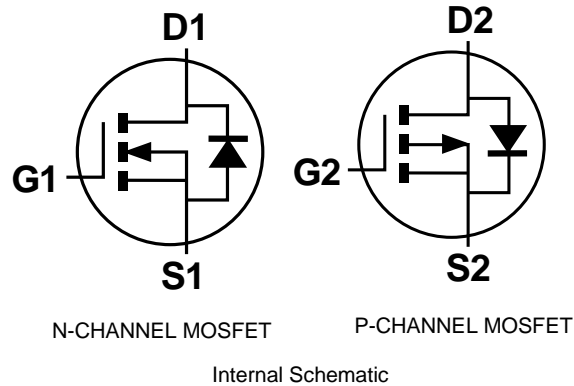 D1 D2
G1 G2
S1 S2
N-CHANNEL MOSFET P-CHANNEL MOSFET
Internal Schematic